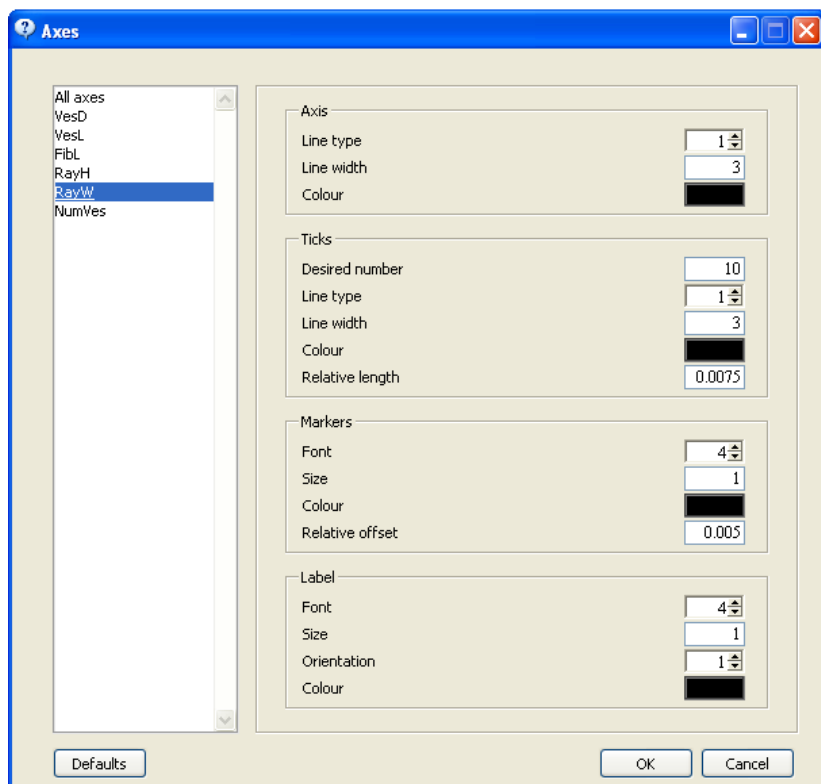 Axes
All axes
VesD
VesL
FibL
RayH
RayW
NumVes
Axis
Line type 1
Line width 3
Colour
Ticks
Desired number 10
Line type 1
Line width 3
Colour
Relative length 0.0075
Markers
Font 4
Size 1
Colour
Relative offset 0.005
Label
Font 4
Size 1
Orientation 1
Colour
Defaults OK Cancel